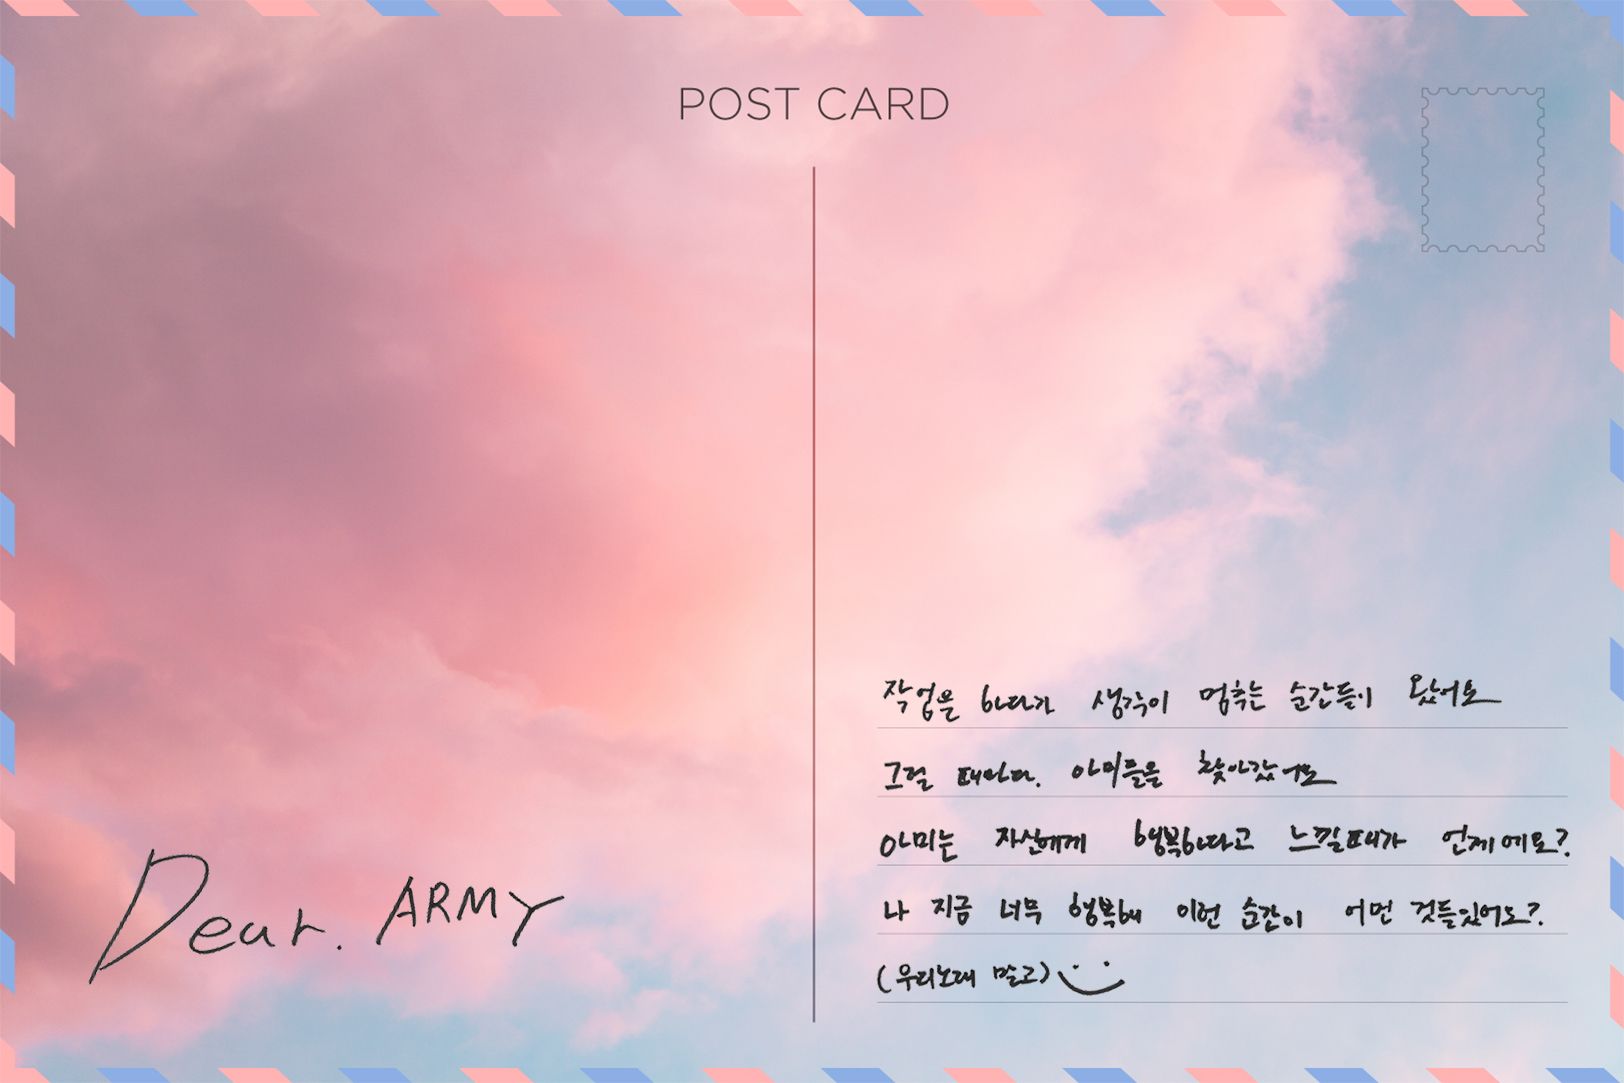 POST CARD
Dear. ARMY
작업을 하다가 생각이 멈추는 순간들이 왔어요
그럴 때마다. 아미들을 찾아갔어요
아미는 자신에게 행복하다고 느낄때가 언제에요?
나 지금 너무 행복해 이런 순간이 어떤 것들있어요?
(우리노래 말고)